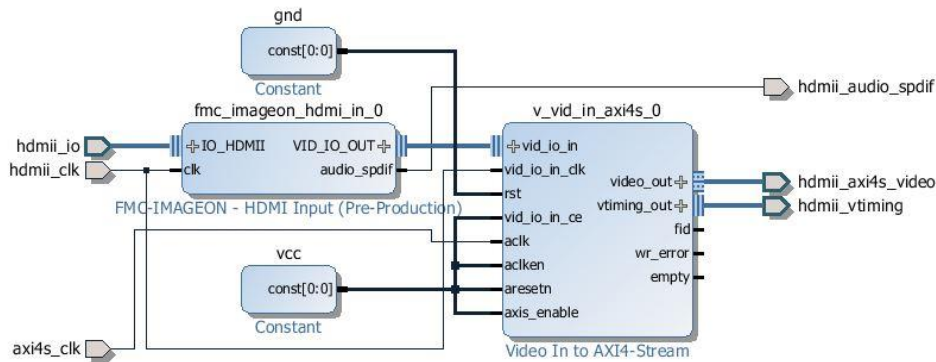 gnd
const[0:0]
Constant
hdmii_audio_spdif
fmc_imageon_hdmi_in_0
v_vid_in_axi4s_0
hdmii_io
IO_HDMII
VID_IO_OUT
vid_io_in
hdmii_clk
clk
audio_spdif
vid_io_in_clk
video_out
hdmii_axi4s_video
rst
FMC-IMAGEON - HDMI Input (Pre-Production)
vtiming_out
hdmii_vtiming
vid_io_in_ce
fid
aclk
wr_error
vcc
aclken
empty
const[0:0]
aresetn
axis_enable
Constant
axi4s_clk
Video In to AXI4-Stream